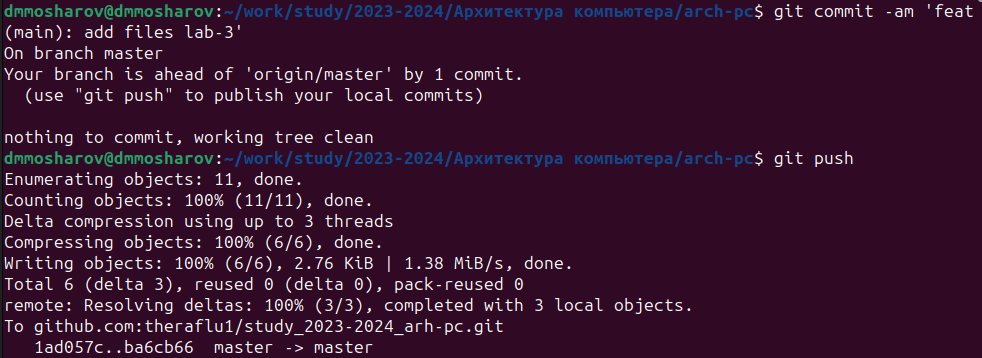 dmmosharov@dmmosharov:~/work/study/2023-2024/Архитектура компьютера/arch-pc$ git commit -am 'feat
(main): add files lab-3'
On branch master
Your branch is ahead of 'origin/master' by 1 commit.
  (use "git push" to publish your local commits)

nothing to commit, working tree clean
dmmosharov@dmmosharov:~/work/study/2023-2024/Архитектура компьютера/arch-pc$ git push
Enumerating objects: 11, done.
Counting objects: 100% (11/11), done.
Delta compression using up to 3 threads
Compressing objects: 100% (6/6), done.
Writing objects: 100% (6/6), 2.76 KiB | 1.38 MiB/s, done.
Total 6 (delta 3), reused 0 (delta 0), pack-reused 0
remote: Resolving deltas: 100% (3/3), completed with 3 local objects.
To github.com:theraflu1/study_2023-2024_arh-pc.git
   1ad057c..ba6cb66  master -> master